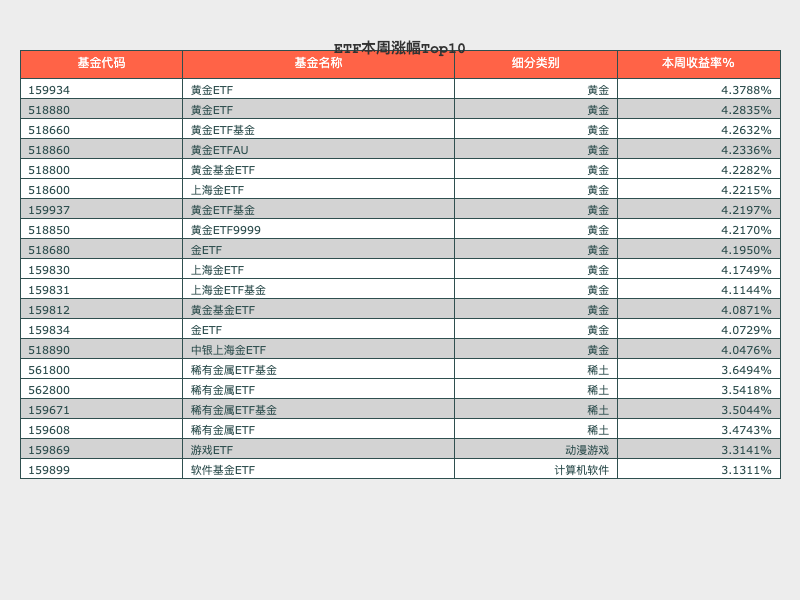 ETF本周涨幅Top10
基金代码 基金名称 细分类别 本周收益率%
159934 黄金ETF 黄金 4.3788%
518880 黄金ETF 黄金 4.2835%
518660 黄金ETF基金 黄金 4.2632%
518860 黄金ETFAU 黄金 4.2336%
518800 黄金基金ETF 黄金 4.2282%
518600 上海金ETF 黄金 4.2215%
159937 黄金ETF基金 黄金 4.2197%
518850 黄金ETF9999 黄金 4.2170%
518680 金ETF 黄金 4.1950%
159830 上海金ETF 黄金 4.1749%
159831 上海金ETF基金 黄金 4.1144%
159812 黄金基金ETF 黄金 4.0871%
159834 金ETF 黄金 4.0729%
518890 中银上海金ETF 黄金 4.0476%
561800 稀有金属ETF基金 稀土 3.6494%
562800 稀有金属ETF 稀土 3.5418%
159671 稀有金属ETF基金 稀土 3.5044%
159608 稀有金属ETF 稀土 3.4743%
159869 游戏ETF 动漫游戏 3.3141%
159899 软件基金ETF 计算机软件 3.1311%